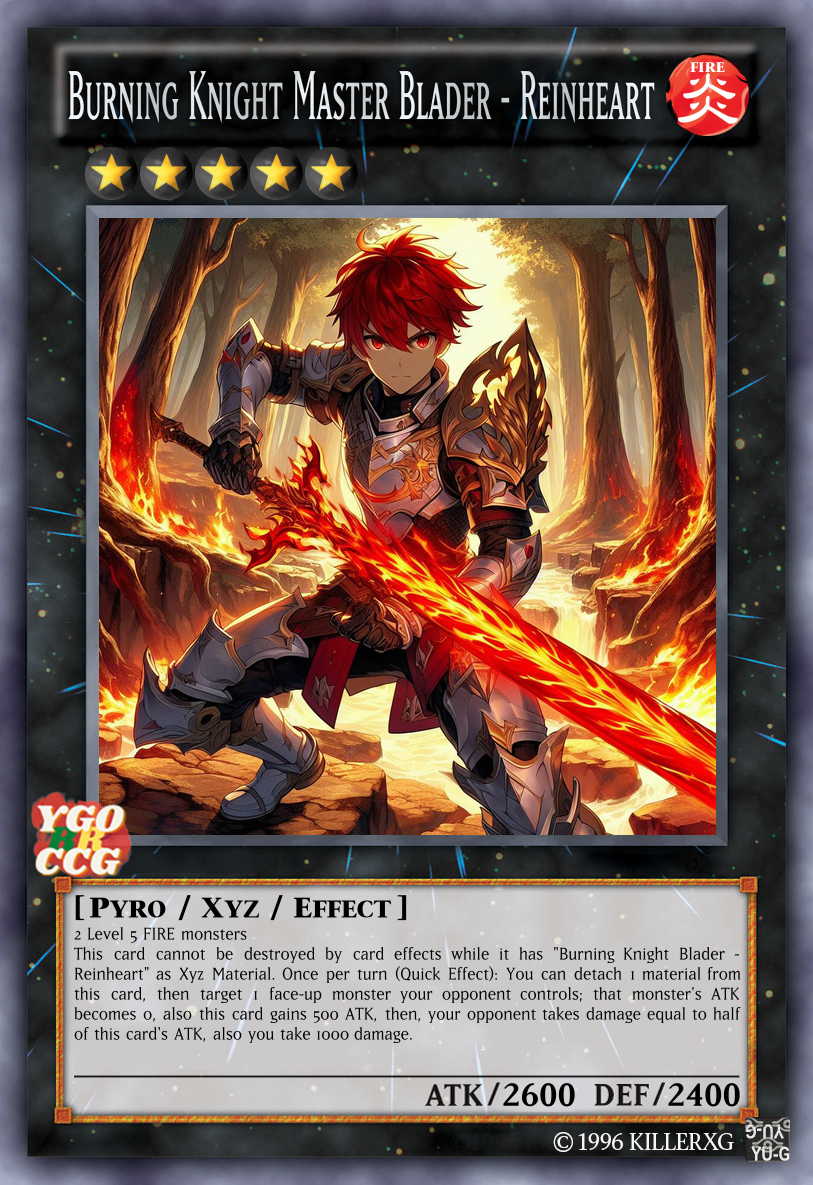 Burning Knight Master Blader - Reinheart
FIRE
炎
YGO
BR
CCG
[ Pyro / Xyz / Effect ]
2 Level 5 FIRE monsters
This card cannot be destroyed by card effects while it has "Burning Knight Blader -
Reinheart" as Xyz Material. Once per turn (Quick Effect): You can detach 1 material from
this card, then target 1 face-up monster your opponent controls; that monster's ATK
becomes 0, also this card gains 500 ATK, then, your opponent takes damage equal to half
of this card's ATK, also you take 1000 damage.
ATK/2600 DEF/2400
© 1996 KILLERXG
YU-G
YU-G